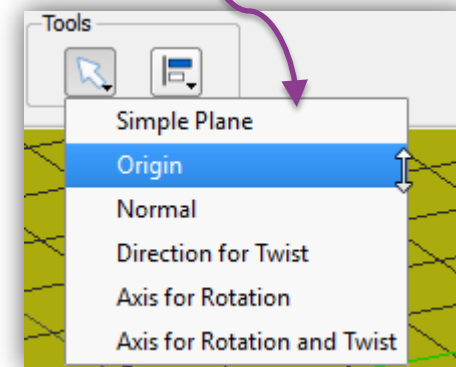 Tools
Simple Plane
Origin
Normal
Direction for Twist
Axis for Rotation
Axis for Rotation and Twist